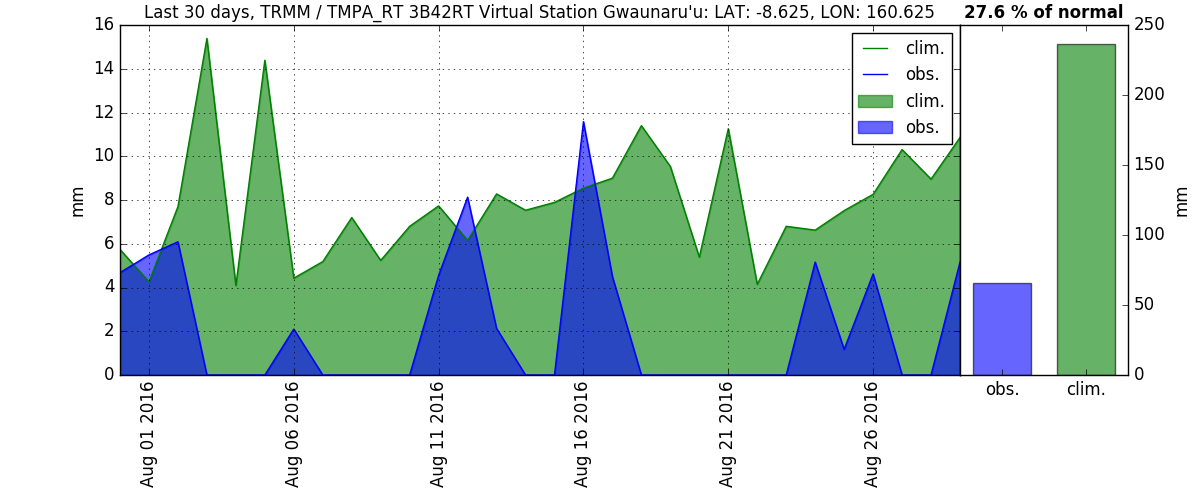 Last 30 days, TRMM / TMPA_RT 3B42RT Virtual Station Gwaunaru'u: LAT: -8.625, LON: 160.625
27.6 % of normal
16
14
12
10
8
6
4
2
0
mm
clim.
obs.
clim.
obs.
250
200
150
100
50
0
mm
obs.
clim.
Aug 01 2016
Aug 06 2016
Aug 11 2016
Aug 16 2016
Aug 21 2016
Aug 26 2016